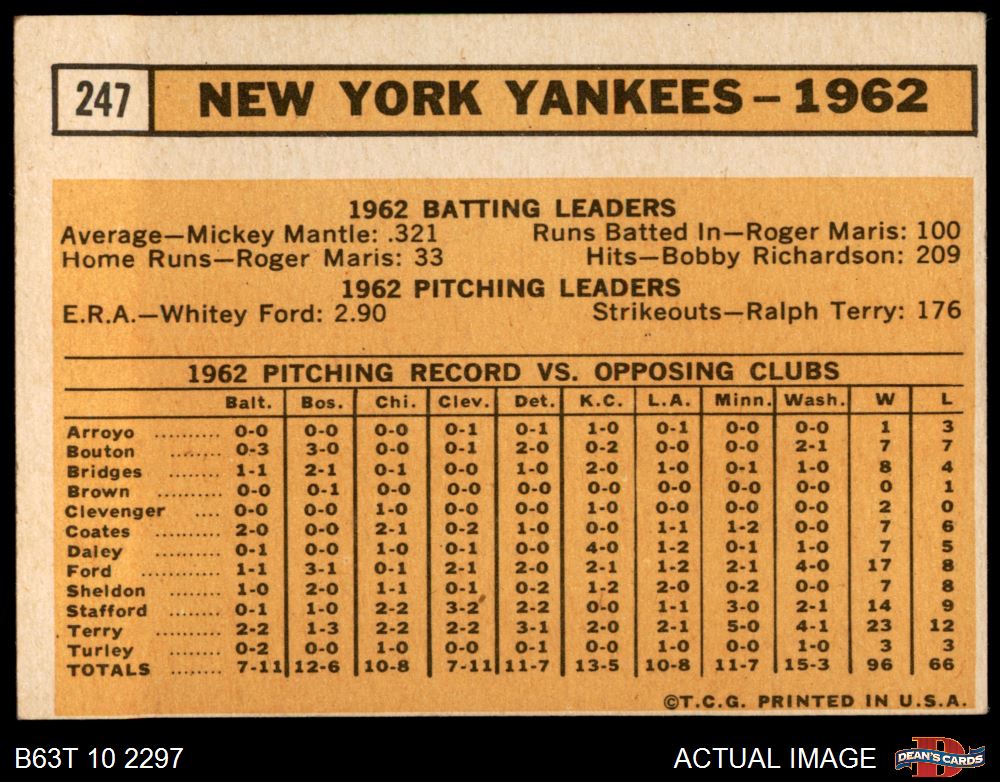 247 NEW YORK YANKEES – 1962
1962 BATTING LEADERS
Average—Mickey Mantle: .321 Runs Batted In—Roger Maris: 100
Home Runs—Roger Maris: 33 Hits—Bobby Richardson: 209
1962 PITCHING LEADERS
E.R.A.—Whitey Ford: 2.90 Strikeouts—Ralph Terry: 176
1962 PITCHING RECORD VS. OPPOSING CLUBS
Balt. Bos. Chi. Clev. Det. K.C. L.A. Minn. Wash. W L
Arroyo .......... 0-0 0-0 0-0 0-1 0-1 1-0 0-1 0-0 0-0 1 3
Bouton ........ 0-3 3-0 0-0 0-1 2-0 0-2 0-0 0-0 2-1 7 7
Bridges ........ 1-1 2-1 0-1 0-0 1-0 2-0 1-0 0-1 1-0 8 4
Brown .......... 0-0 0-1 0-0 0-0 0-0 0-0 0-0 0-0 0-0 0 1
Clevenger .... 0-0 0-0 1-0 0-0 0-0 1-0 0-0 0-0 0-0 2 0
Coates ........ 2-0 0-0 2-1 0-2 1-0 0-0 1-1 1-2 0-0 7 6
Daley .......... 0-1 0-0 1-0 0-1 0-0 4-0 1-2 0-1 1-0 7 5
Ford ............ 1-1 3-1 0-1 2-1 2-0 2-1 1-2 2-1 4-0 17 8
Sheldon ........ 1-0 2-0 1-1 0-1 0-2 1-2 2-0 0-2 0-0 7 8
Stafford ........ 0-1 1-0 2-2 3-2 2-2 0-0 1-1 3-0 2-1 14 9
Terry .......... 2-2 1-3 2-2 2-2 3-1 2-0 2-1 5-0 4-1 23 12
Turley .......... 0-2 0-0 1-0 0-0 0-1 0-0 1-0 0-0 1-0 3 3
TOTALS ........ 7-11 12-6 10-8 7-11 11-7 13-5 10-8 11-7 15-3 96 66
©T.C.G. PRINTED IN U.S.A.
B63T 10 2297 ACTUAL IMAGE DEAN'S CARDS